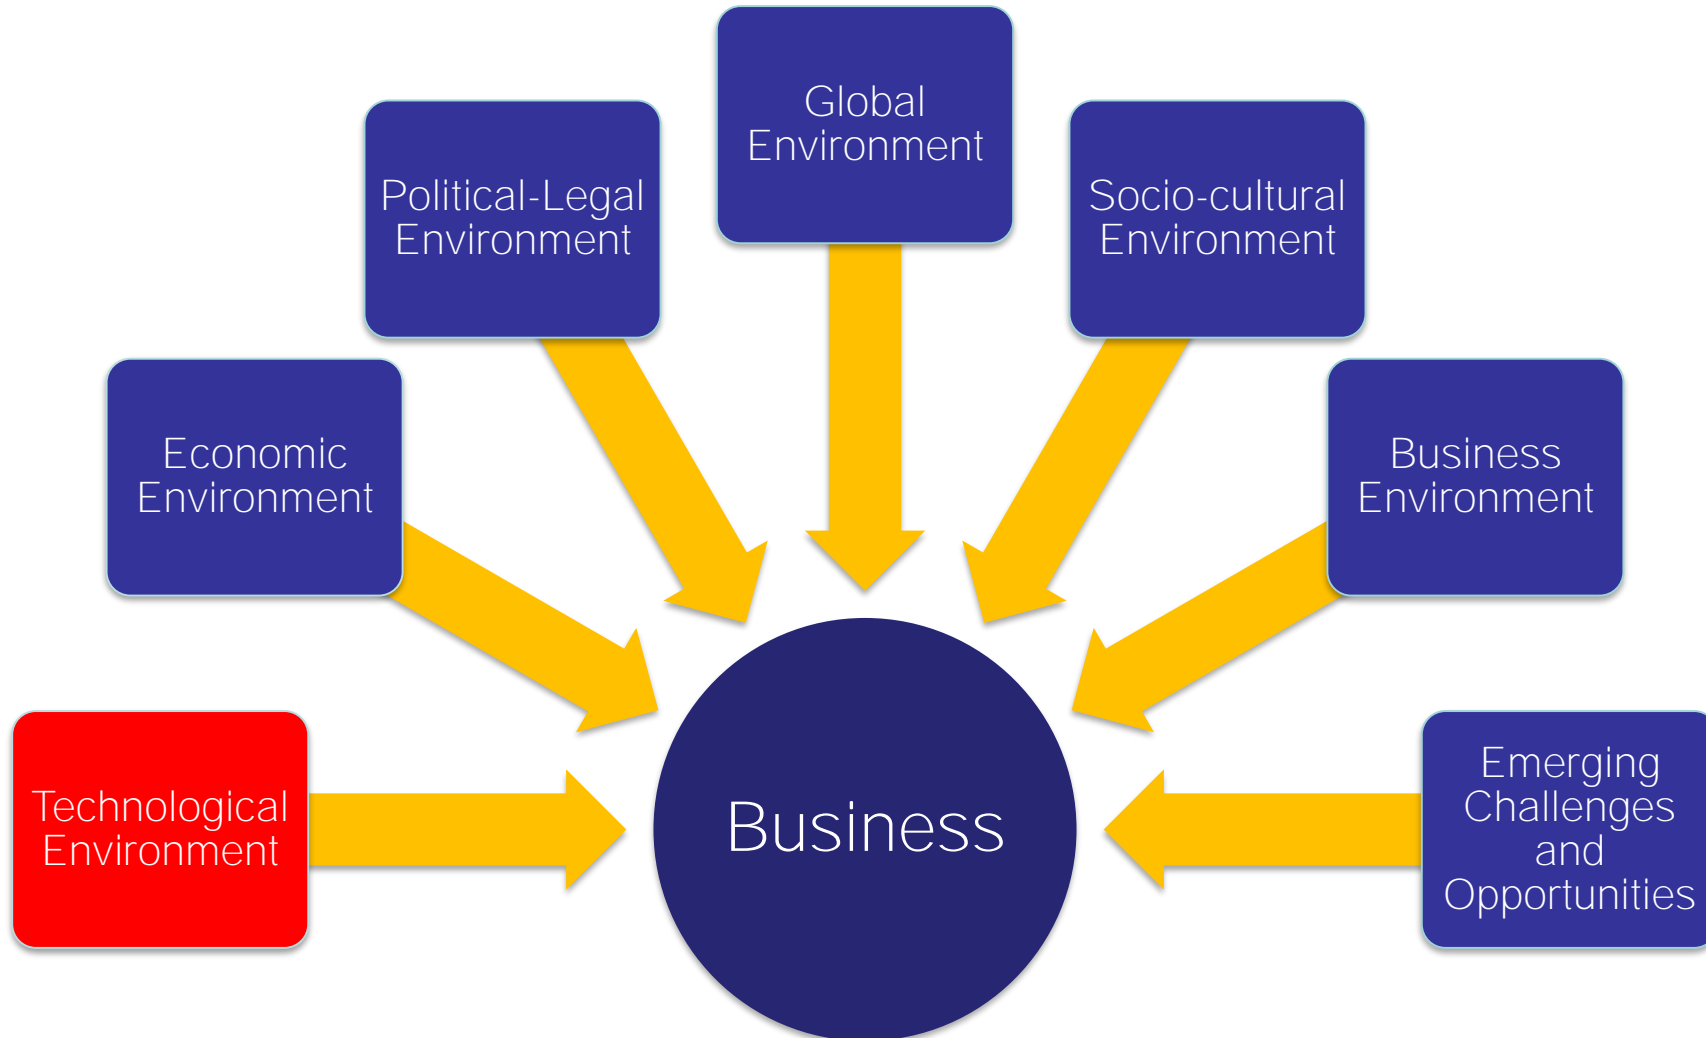 Global
Environment
Political-Legal
Environment
Socio-cultural
Environment
Economic
Environment
Business
Environment
Technological
Environment
Business
Emerging
Challenges
and
Opportunities